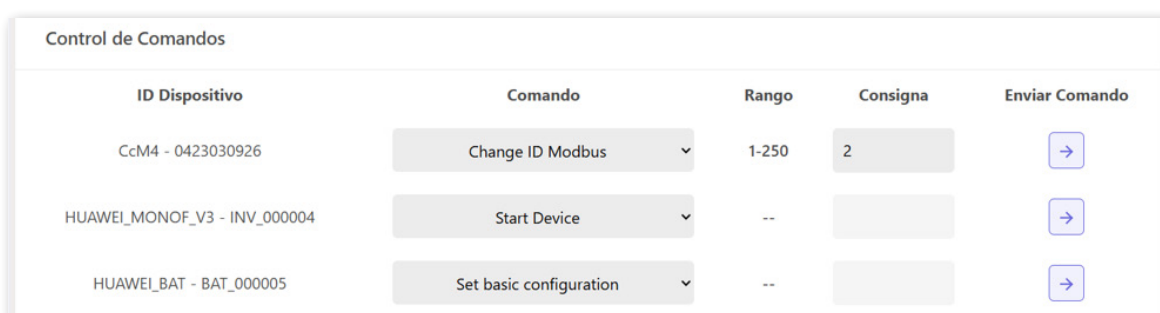 Control de Comandos
ID Dispositivo Comando Rango Consigna Enviar Comando
CcM4 - 0423030926 Change ID Modbus 1-250 2
HUAWEI_MONOF_V3 - INV_000004 Start Device --
HUAWEI_BAT - BAT_000005 Set basic configuration --